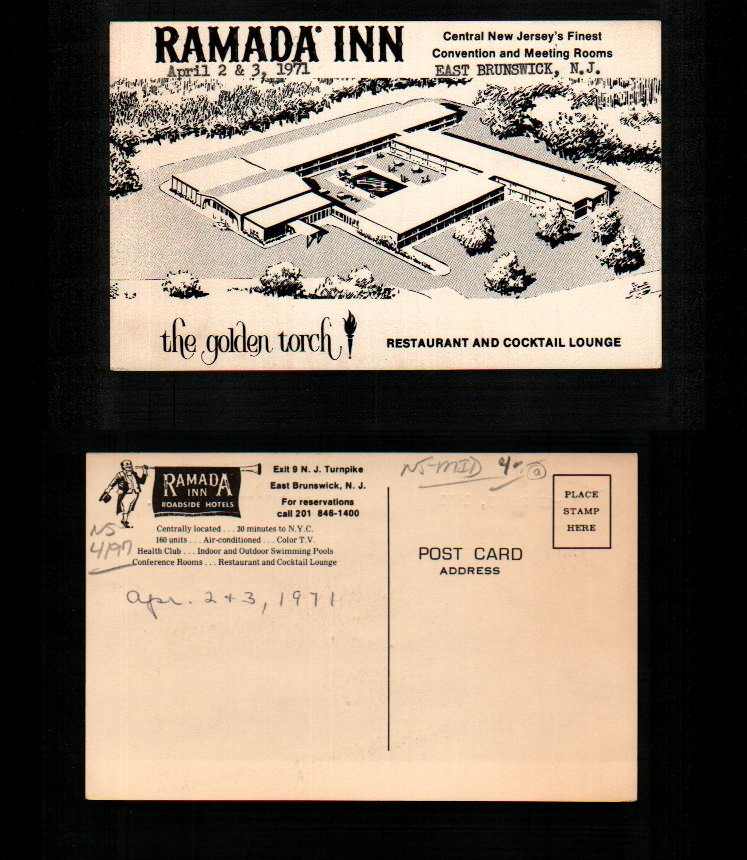 RAMADA® INN
Central New Jersey's Finest
Convention and Meeting Rooms
April 2 & 3, 1971
EAST BRUNSWICK, N.J.
the golden torch
RESTAURANT AND COCKTAIL LOUNGE
RAMADA
INN
ROADSIDE HOTELS
Exit 9 N. J. Turnpike
East Brunswick, N. J.
For reservations
call 201 846-1400
NJ-MID
PLACE
STAMP
HERE
Centrally located . . . 30 minutes to N.Y.C.
160 units . . . Air-conditioned . . . Color T.V.
Health Club . . . Indoor and Outdoor Swimming Pools
Conference Rooms . . . Restaurant and Cocktail Lounge
NJ
4197
POST CARD
ADDRESS
Apr. 2 + 3, 1971